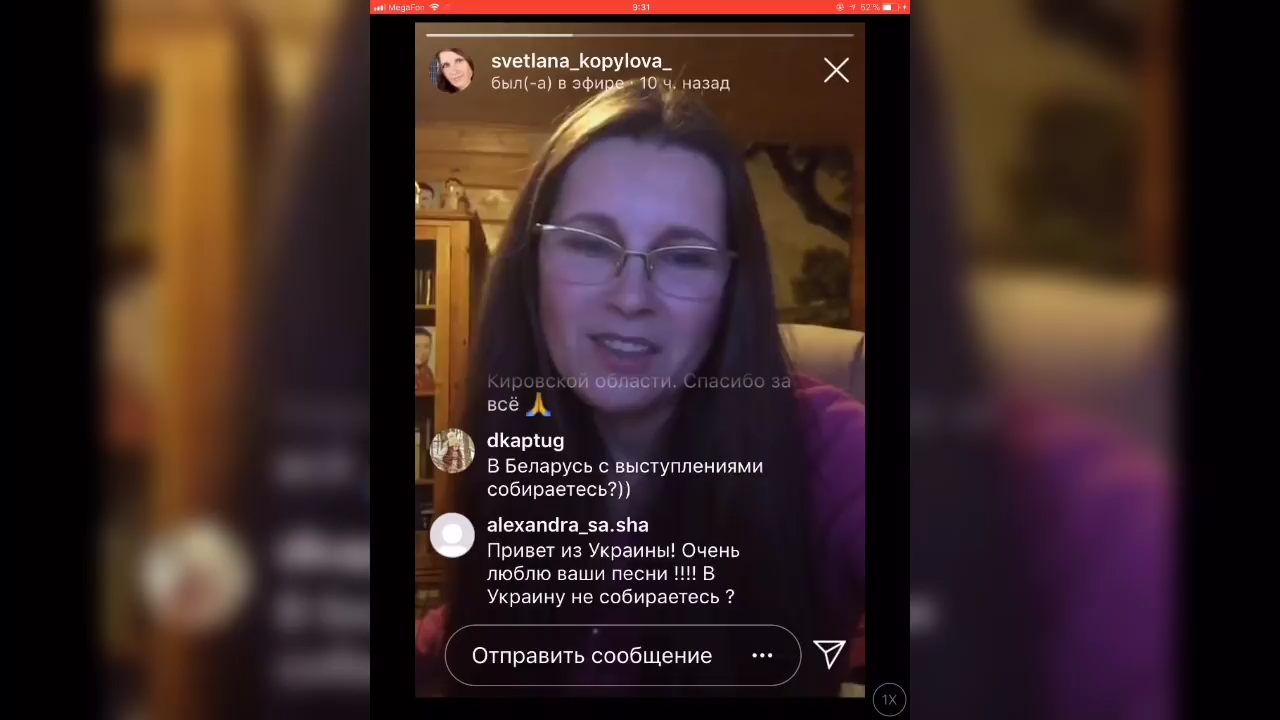 MegaFon
9:31
52 %
svetlana_kopylova_
был(-а) в эфире · 10 ч. назад
Кировской области. Спасибо за
всё 🙏
dkaptug
В Беларусь с выступлениями
собираетесь?))
alexandra_sa.sha
Привет из Украины! Очень
люблю ваши песни !!!! В
Украину не собираетесь ?
Отправить сообщение
1X